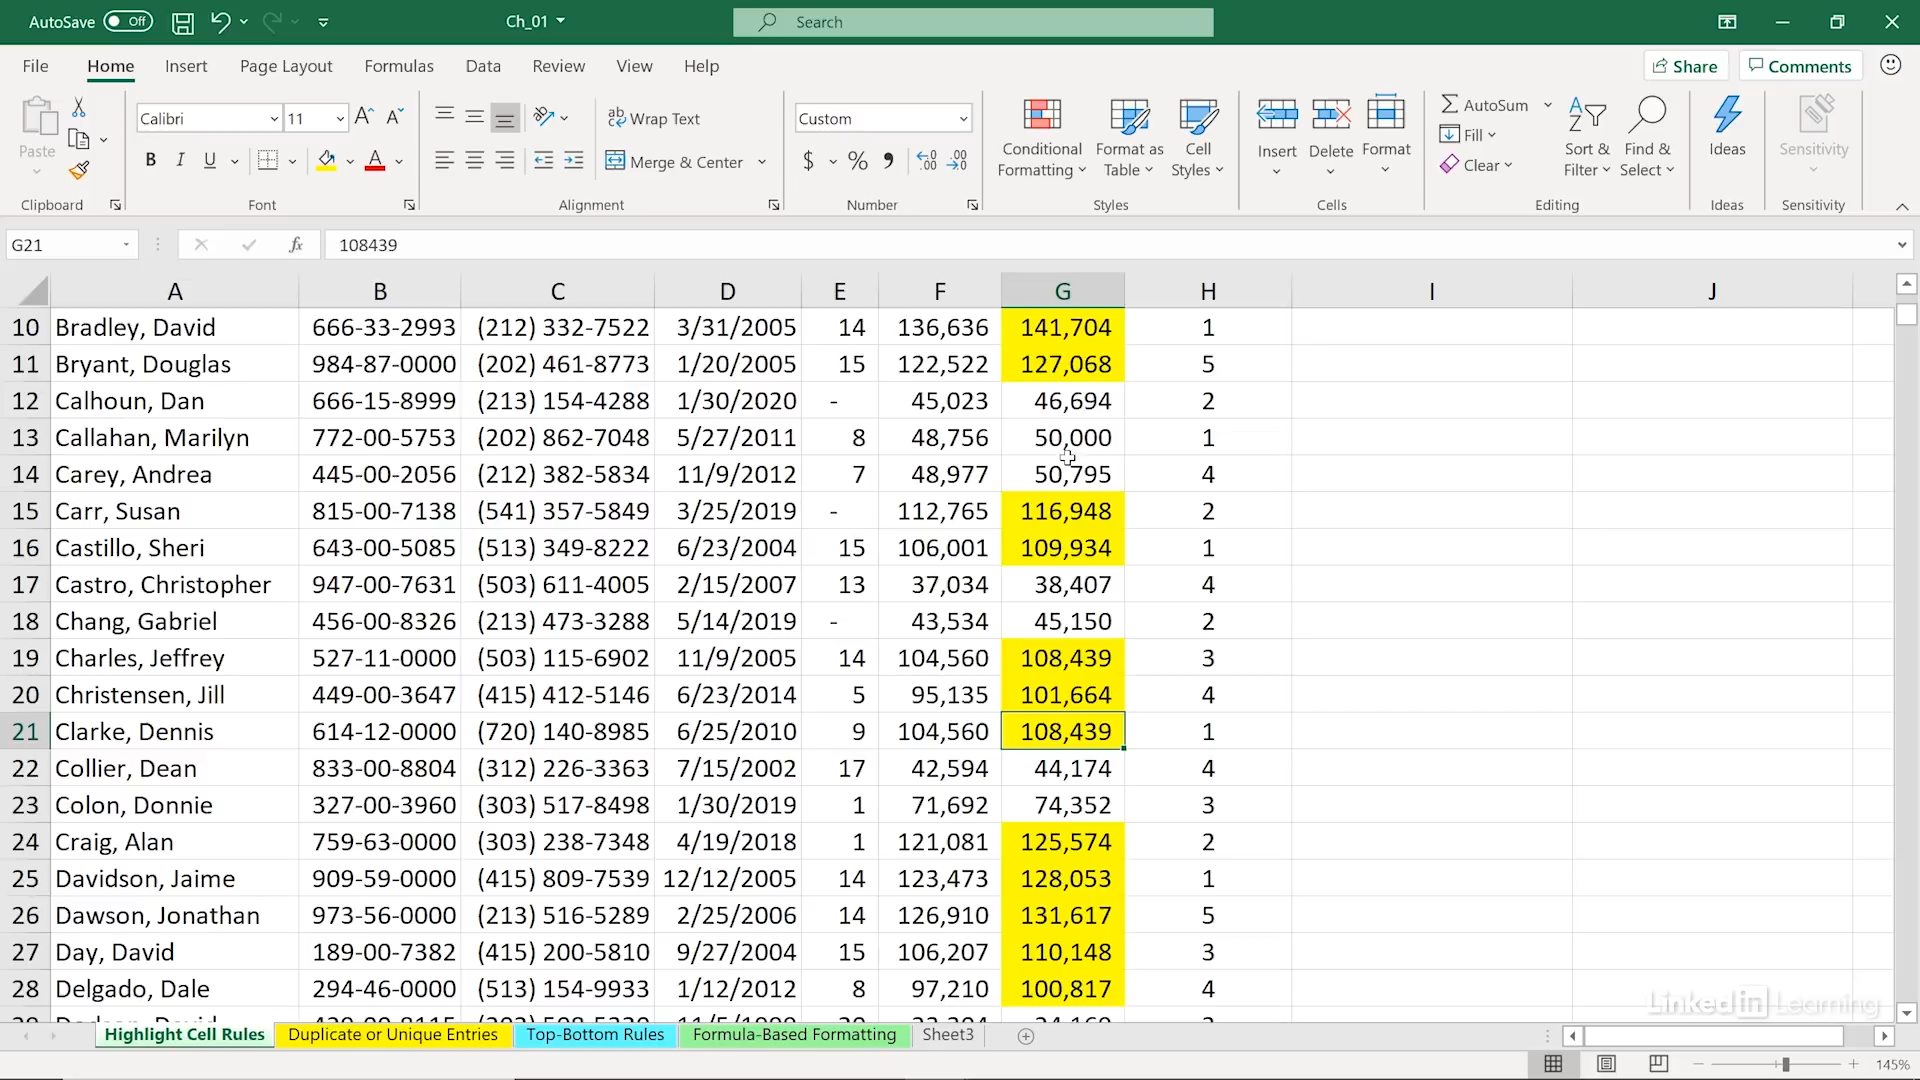 AutoSave Off Ch_01 Search
File Home Insert Page Layout Formulas Data Review View Help Share Comments
Paste
Calibri 11
B I U A
Wrap Text
Merge & Center
Custom
$ % ,
Conditional Formatting
Format as Table
Cell Styles
Insert Delete Format
AutoSum
Fill
Clear
Sort & Filter
Find & Select
Ideas
Sensitivity
Clipboard Font Alignment Number Styles Cells Editing Ideas Sensitivity
G21 fx 108439
A B C D E F G H I J
10 Bradley, David 666-33-2993 (212) 332-7522 3/31/2005 14 136,636 141,704 1
11 Bryant, Douglas 984-87-0000 (202) 461-8773 1/20/2005 15 122,522 127,068 5
12 Calhoun, Dan 666-15-8999 (213) 154-4288 1/30/2020 - 45,023 46,694 2
13 Callahan, Marilyn 772-00-5753 (202) 862-7048 5/27/2011 8 48,756 50,000 1
14 Carey, Andrea 445-00-2056 (212) 382-5834 11/9/2012 7 48,977 50,795 4
15 Carr, Susan 815-00-7138 (541) 357-5849 3/25/2019 - 112,765 116,948 2
16 Castillo, Sheri 643-00-5085 (513) 349-8222 6/23/2004 15 106,001 109,934 1
17 Castro, Christopher 947-00-7631 (503) 611-4005 2/15/2007 13 37,034 38,407 4
18 Chang, Gabriel 456-00-8326 (213) 473-3288 5/14/2019 - 43,534 45,150 2
19 Charles, Jeffrey 527-11-0000 (503) 115-6902 11/9/2005 14 104,560 108,439 3
20 Christensen, Jill 449-00-3647 (415) 412-5146 6/23/2014 5 95,135 101,664 4
21 Clarke, Dennis 614-12-0000 (720) 140-8985 6/25/2010 9 104,560 108,439 1
22 Collier, Dean 833-00-8804 (312) 226-3363 7/15/2002 17 42,594 44,174 4
23 Colon, Donnie 327-00-3960 (303) 517-8498 1/30/2019 1 71,692 74,352 3
24 Craig, Alan 759-63-0000 (303) 238-7348 4/19/2018 1 121,081 125,574 2
25 Davidson, Jaime 909-59-0000 (415) 809-7539 12/12/2005 14 123,473 128,053 1
26 Dawson, Jonathan 973-56-0000 (213) 516-5289 2/25/2006 14 126,910 131,617 5
27 Day, David 189-00-7382 (415) 200-5810 9/27/2004 15 106,207 110,148 3
28 Delgado, Dale 294-46-0000 (513) 154-9933 1/12/2012 8 97,210 100,817 4
Linked in Learning
Highlight Cell Rules Duplicate or Unique Entries Top-Bottom Rules Formula-Based Formatting Sheet3
145%